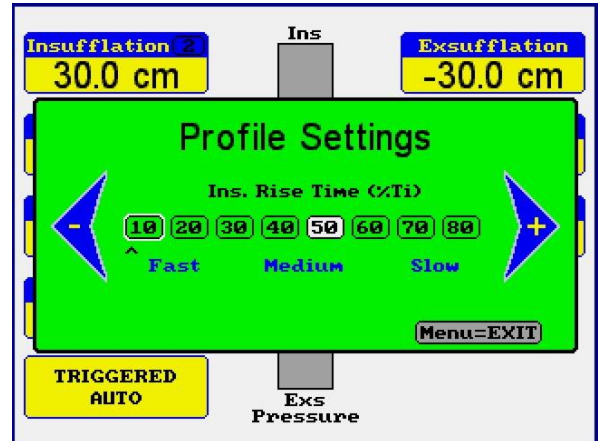 Ins
Insufflation 2
30.0 cm
Exsufflation
-30.0 cm
Profile Settings
Ins. Rise Time (%Ti)
- 10 20 30 40 50 60 70 80 +
^
Fast Medium Slow
Menu=EXIT
TRIGGERED
AUTO
Exs
Pressure